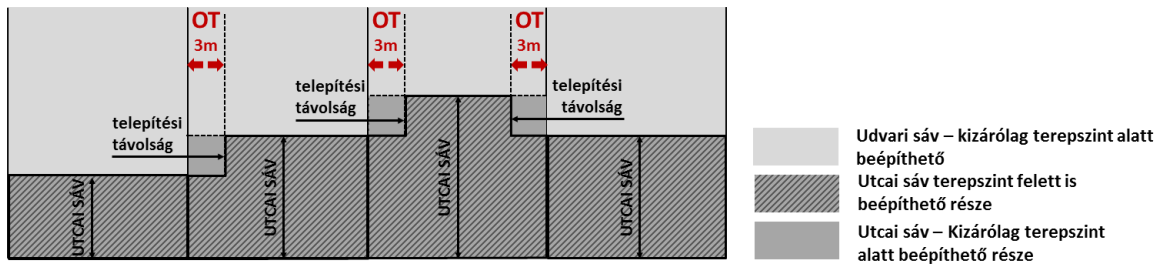 OT
3m
OT
3m
OT
3m
telepítési
távolság
telepítési
távolság
telepítési
távolság
UTCAI SÁV
UTCAI SÁV
UTCAI SÁV
UTCAI SÁV
Udvari sáv – kizárólag terepszint alatt
beépíthető
Utcai sáv terepszint felett is
beépíthető része
Utcai sáv – Kizárólag terepszint
alatt beépíthető része